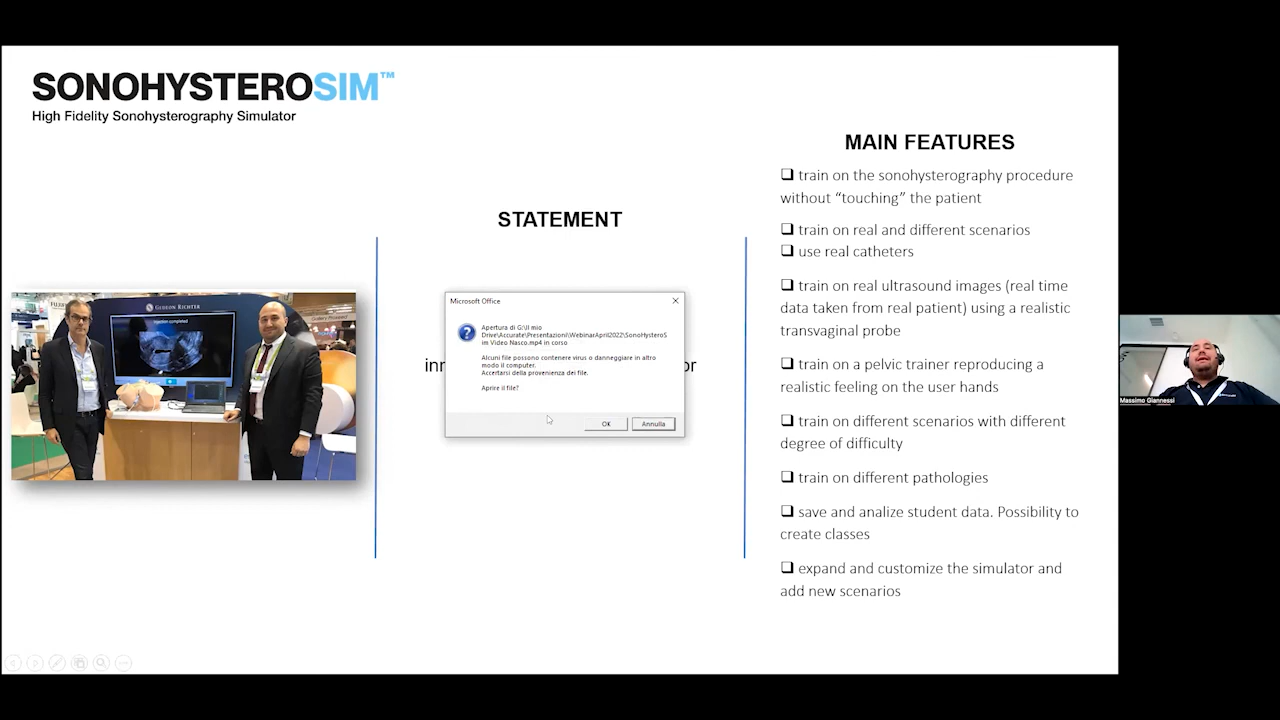 SONOHYSTEROSIM™
High Fidelity Sonohysterography Simulator
STATEMENT
GEDEON RICHTER
Microsoft Office
Apertura di G:\Il mio
Drive\Accurate\Presentazioni\WebinarApril2022\SonoHysteroS
im Video Nasco.mp4 in corso
Alcuni file possono contenere virus o danneggiare in altro
modo il computer.
Accertarsi della provenienza dei file.
Aprire il file?
OK
Annulla
MAIN FEATURES
train on the sonohysterography procedure
without “touching” the patient
train on real and different scenarios
use real catheters
train on real ultrasound images (real time
data taken from real patient) using a realistic
transvaginal probe
train on a pelvic trainer reproducing a
realistic feeling on the user hands
train on different scenarios with different
degree of difficulty
train on different pathologies
save and analize student data. Possibility to
create classes
expand and customize the simulator and
add new scenarios
Massimo Giannessi